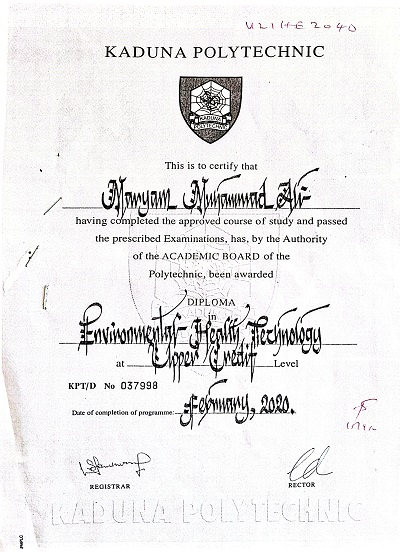 KADUNA POLYTECHNIC
KADUNA
POLYTECHNIC
This is to certify that
Maryam Muhammad Ali
having completed the approved course of study and passed
the prescribed Examinations, has, by the Authority
of the ACADEMIC BOARD of the
Polytechnic, been awarded
DIPLOMA
in
Environmental Health Technology
at Upper Credit Level
KPT/D No 037998
Date of completion of programme: February, 2020.
REGISTRAR
RECTOR
KADUNA POLYTECHNIC